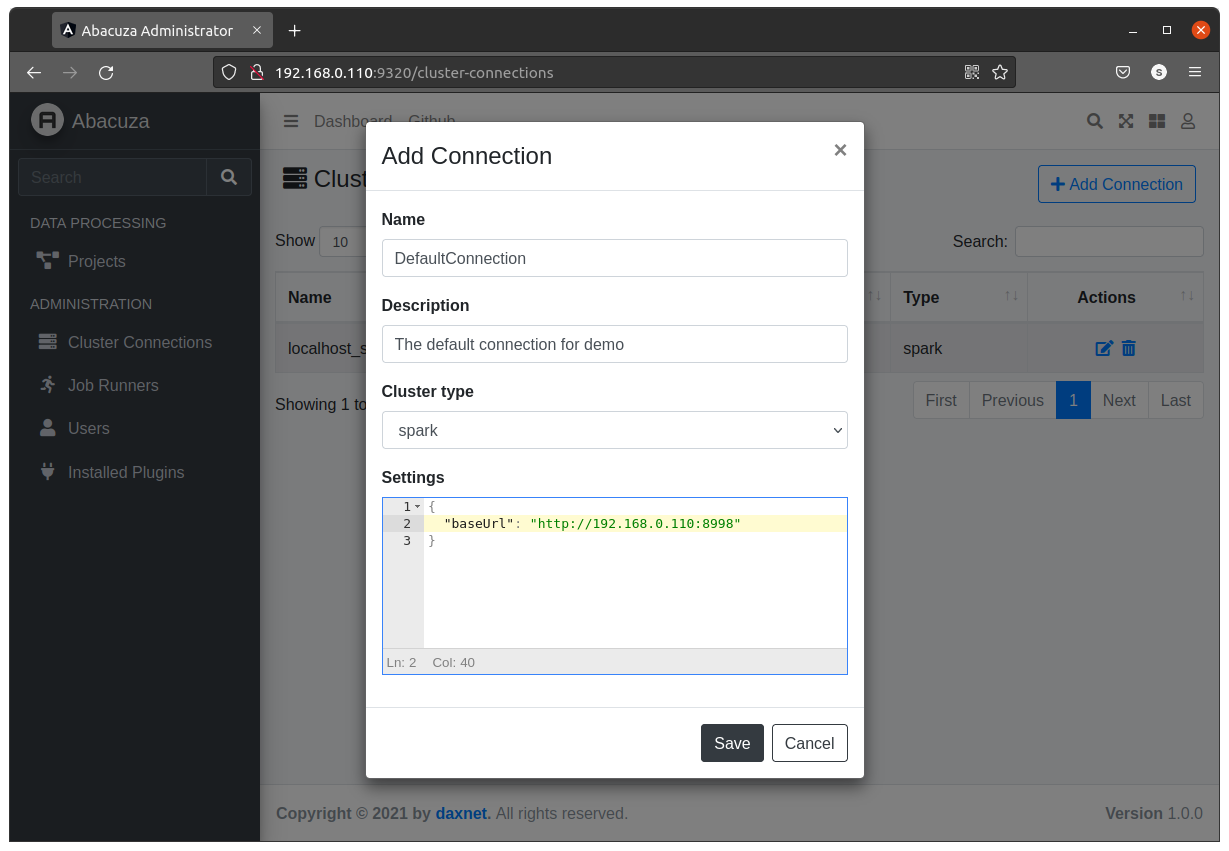 Abacuza Administrator
192.168.0.110:9320/cluster-connections
S
Abacuza
Dashboard Github
Search
DATA PROCESSING
Projects
ADMINISTRATION
Cluster Connections
Job Runners
Users
Installed Plugins
Add Connection
Show 10
Search:
Name
Type
Actions
spark
Showing 1 to
First Previous 1 Next Last
Add Connection
×
Name
DefaultConnection
Description
The default connection for demo
Cluster type
spark
Settings
1 {
2 "baseUrl": "http://192.168.0.110:8998"
3 }
Ln: 2 Col: 40
Save Cancel
Copyright © 2021 by daxnet. All rights reserved.
Version 1.0.0